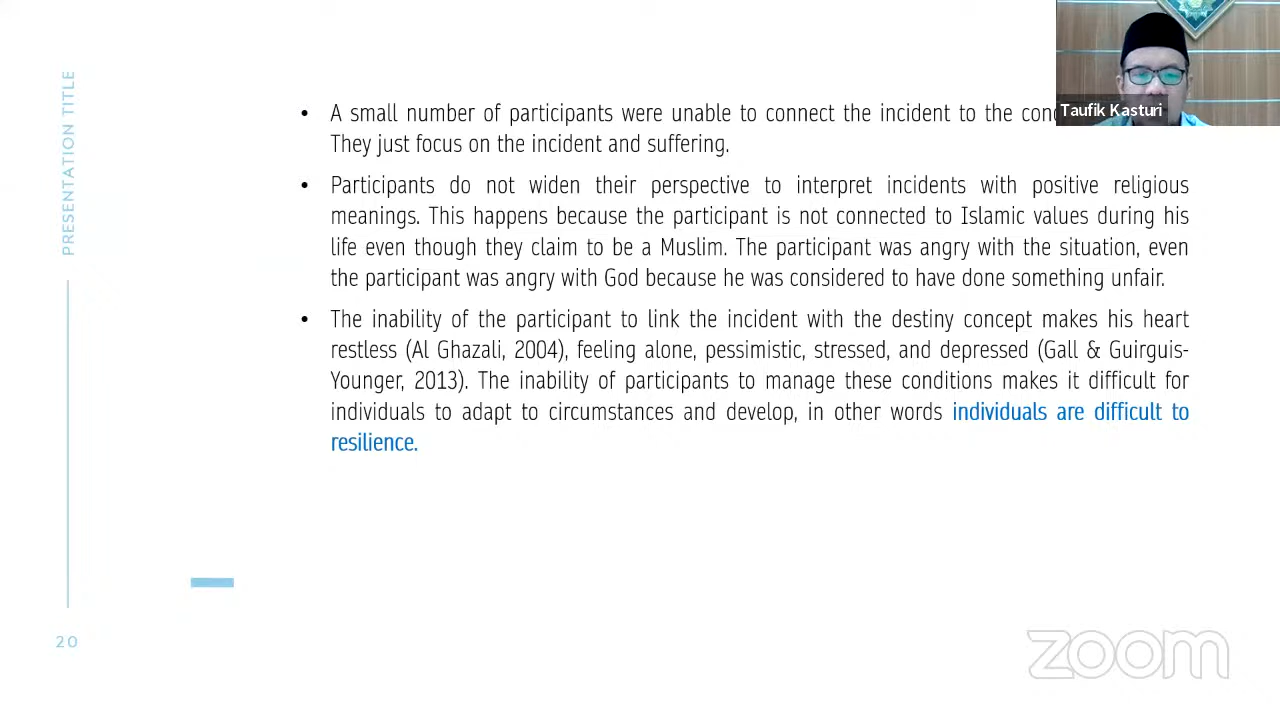 PRESENTATION TITLE
Taufik Kasturi
• A small number of participants were unable to connect the incident to the
They just focus on the incident and suffering.
• Participants do not widen their perspective to interpret incidents with positive religious
meanings. This happens because the participant is not connected to Islamic values during his
life even though they claim to be a Muslim. The participant was angry with the situation, even
the participant was angry with God because he was considered to have done something unfair.
• The inability of the participant to link the incident with the destiny concept makes his heart
restless (Al Ghazali, 2004), feeling alone, pessimistic, stressed, and depressed (Gall & Guirguis-
Younger, 2013). The inability of participants to manage these conditions makes it difficult for
individuals to adapt to circumstances and develop, in other words individuals are difficult to
resilience.
20
zoom